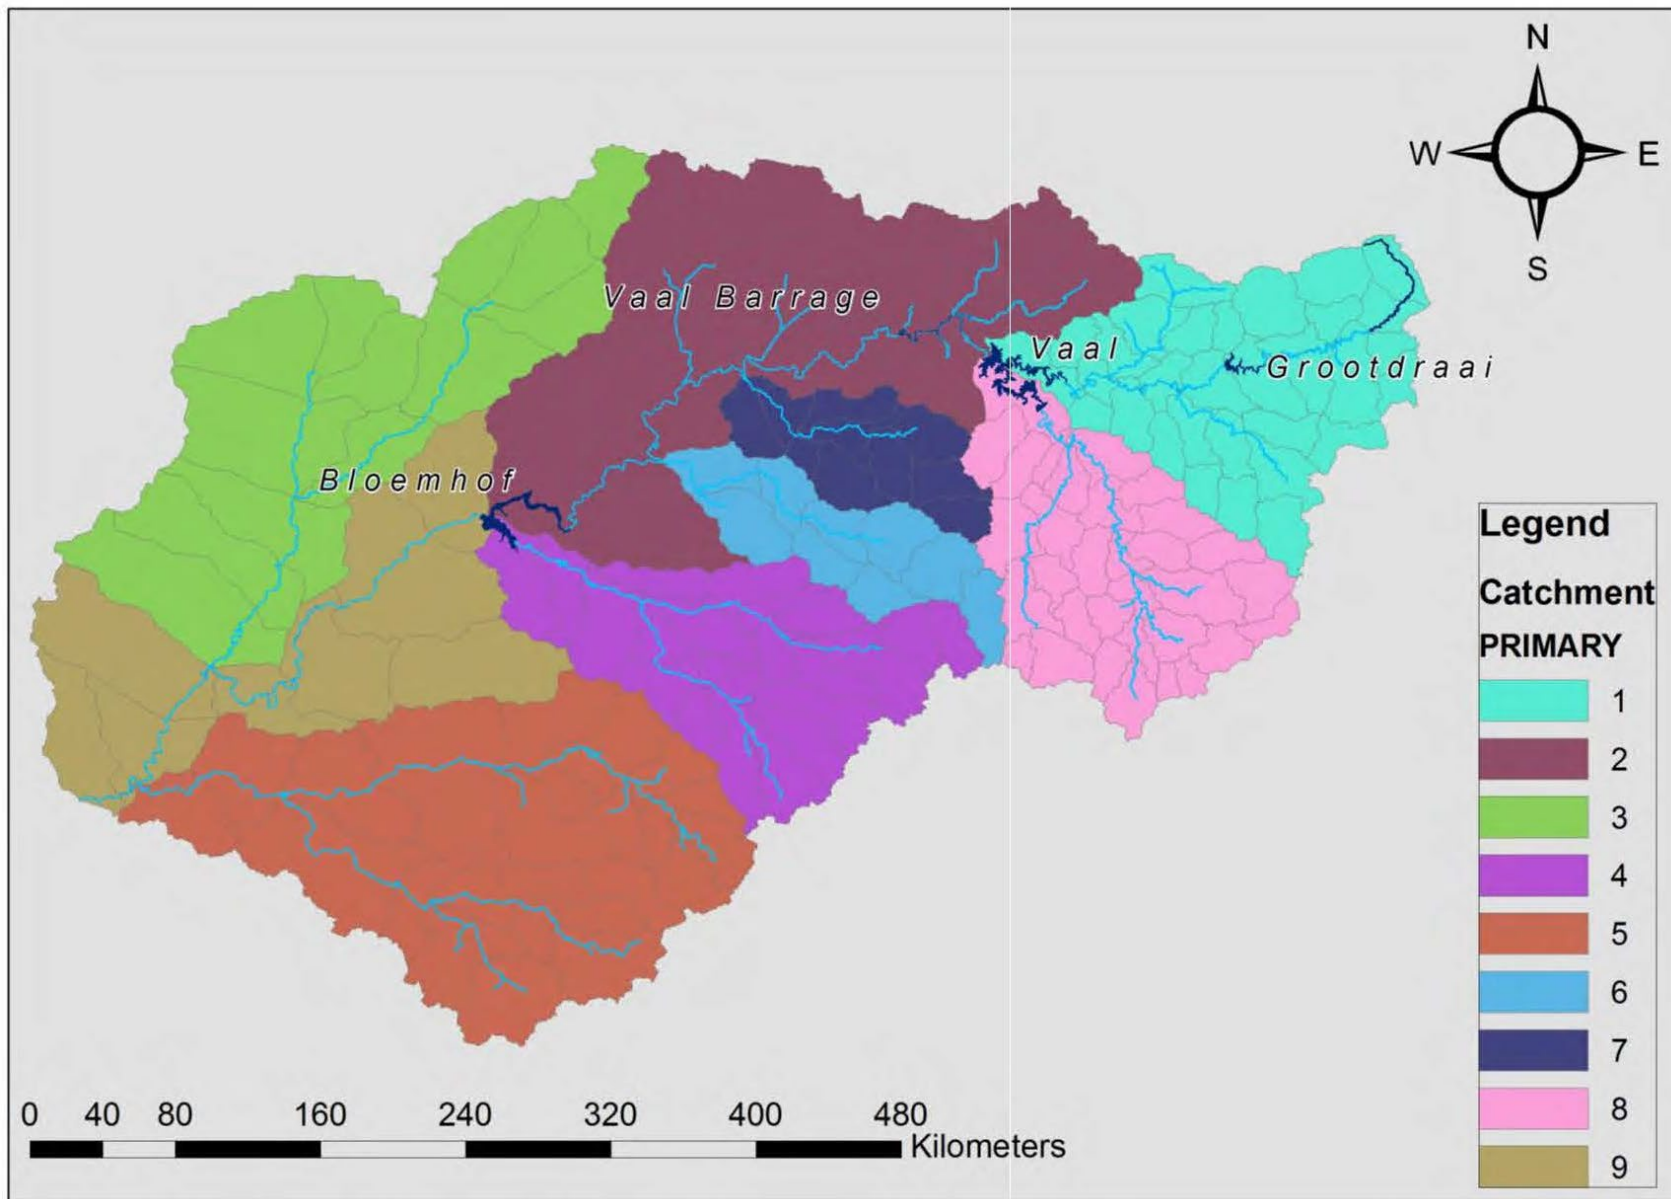 N
W E
S
Vaal Barrage
Vaal
Grootdraai
Bloemhof
Legend
Catchment
PRIMARY
1
2
3
4
5
6
7
8
9
0 40 80 160 240 320 400 480
Kilometers